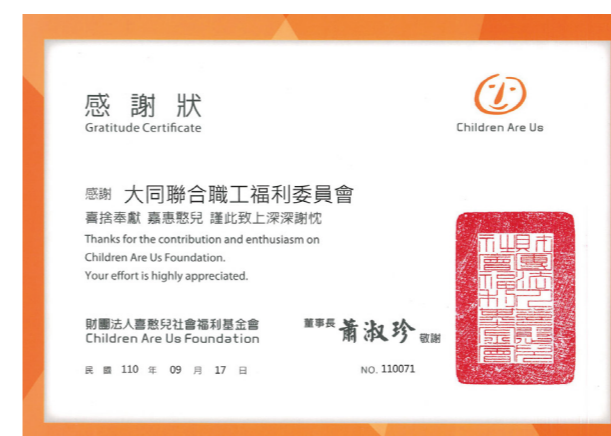 感謝狀
Gratitude Certificate
Children Are Us
感謝 大同聯合職工福利委員會
喜捨奉獻 嘉惠憨兒 謹此致上深深謝忱
Thanks for the contribution and enthusiasm on
Children Are Us Foundation.
Your effort is highly appreciated.
財團法人喜憨兒社會福利基金會
Children Are Us Foundation
董事長 蕭淑珍 敬謝
民國 110 年 09 月 17 日
NO. 110071